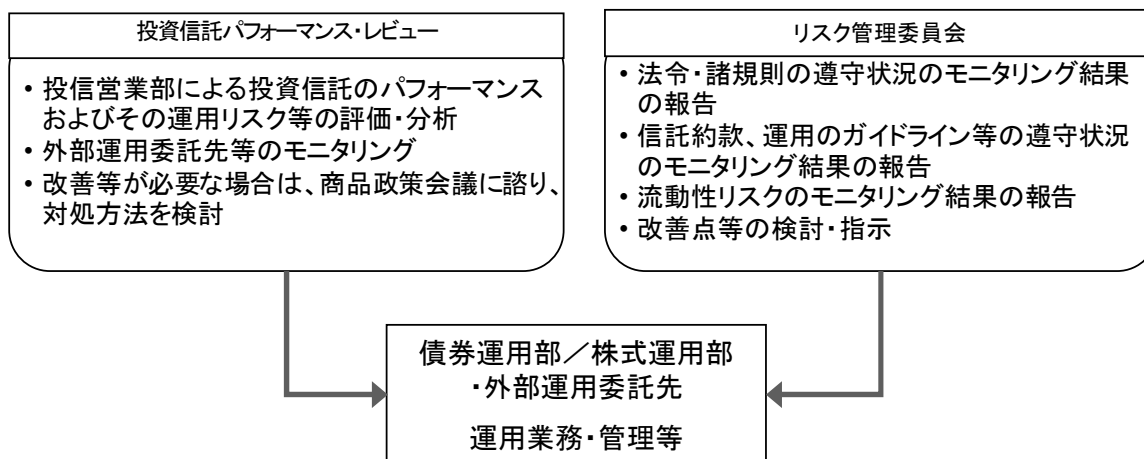 投資信託パフォーマンス・レビュー
• 投信営業部による投資信託のパフォーマンス
およびその運用リスク等の評価・分析
• 外部運用委託先等のモニタリング
• 改善等が必要な場合は、商品政策会議に諮り、
対処方法を検討
リスク管理委員会
• 法令・諸規則の遵守状況のモニタリング結果
の報告
• 信託約款、運用のガイドライン等の遵守状況
のモニタリング結果の報告
• 流動性リスクのモニタリング結果の報告
• 改善点等の検討・指示
債券運用部／株式運用部
・外部運用委託先
運用業務・管理等